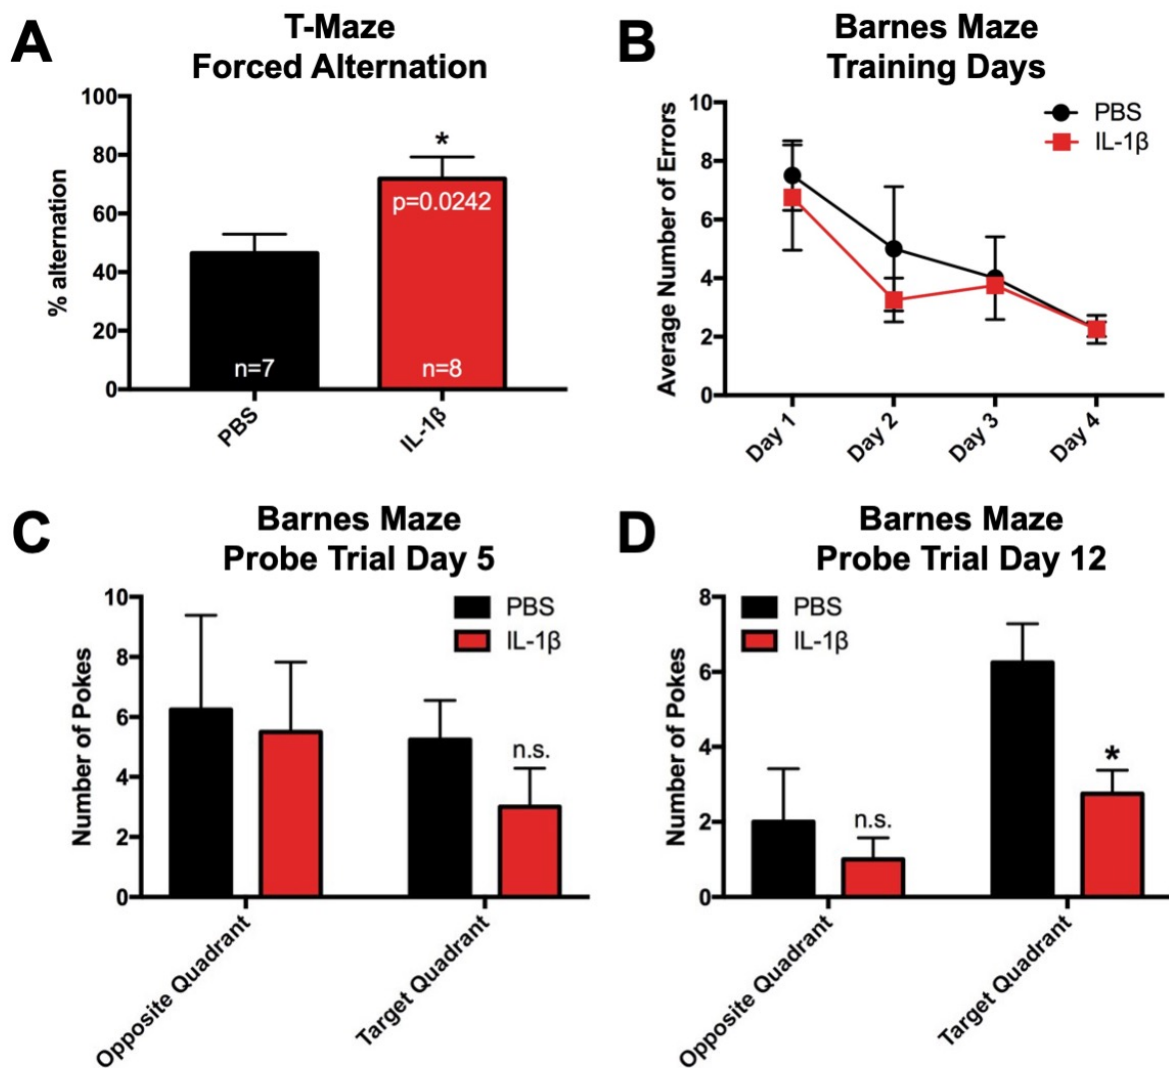 A
T-Maze
Forced Alternation
% alternation
100
80
60
40
20
0
*
p=0.0242
n=7
n=8
PBS
IL-1β
B
Barnes Maze
Training Days
Average Number of Errors
10
8
6
4
2
0
PBS
IL-1β
Day 1
Day 2
Day 3
Day 4
C
Barnes Maze
Probe Trial Day 5
Number of Pokes
10
8
6
4
2
0
PBS
IL-1β
n.s.
Opposite Quadrant
Target Quadrant
D
Barnes Maze
Probe Trial Day 12
Number of Pokes
8
6
4
2
0
PBS
IL-1β
n.s.
*
Opposite Quadrant
Target Quadrant